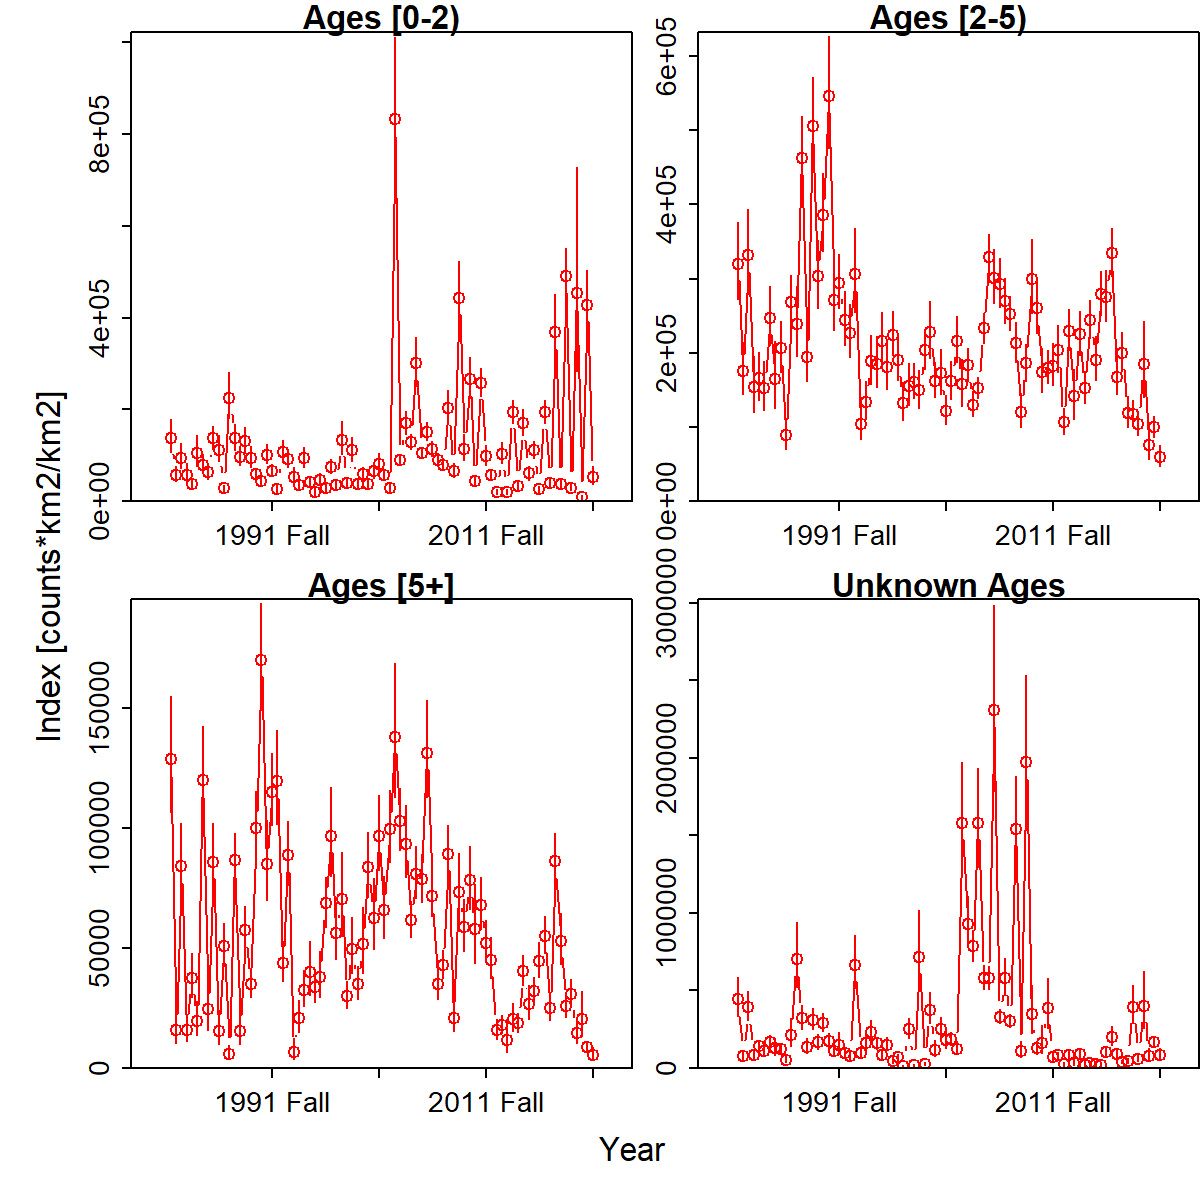 Ages [0-2)
Ages [2-5)
8e+05
4e+05
0e+00
6e+05
4e+05
2e+05
0e+00
1991 Fall
2011 Fall
1991 Fall
2011 Fall
Index [counts*km2/km2]
Ages [5+]
Unknown Ages
150000
100000
50000
0
3000000
2000000
1000000
0
1991 Fall
2011 Fall
1991 Fall
2011 Fall
Year